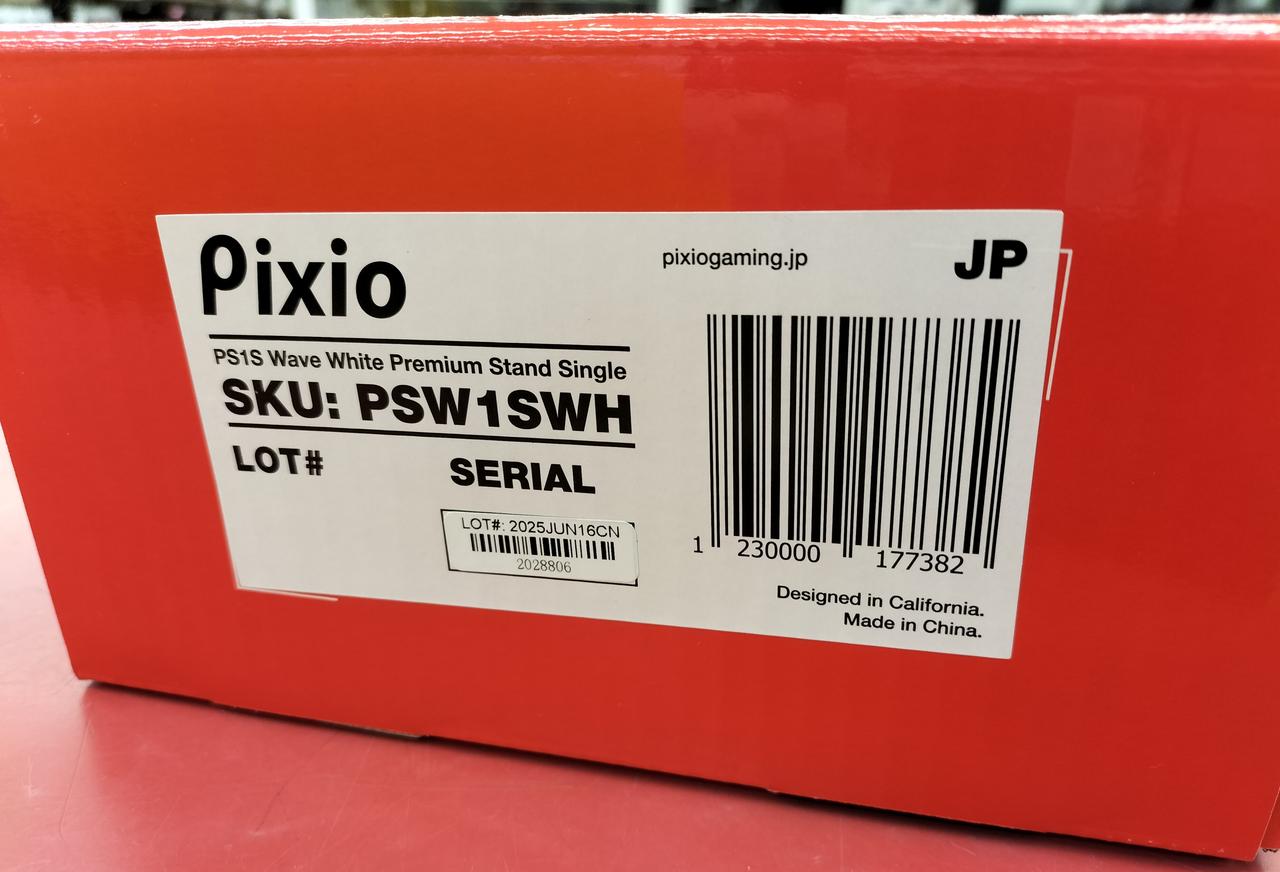 Pixio
pixiogaming.jp
JP
PS1S Wave White Premium Stand Single
SKU: PSW1SWH
LOT#
SERIAL
LOT#: 2025JUN16CN
2028806
1 230000 177382
Designed in California.
Made in China.